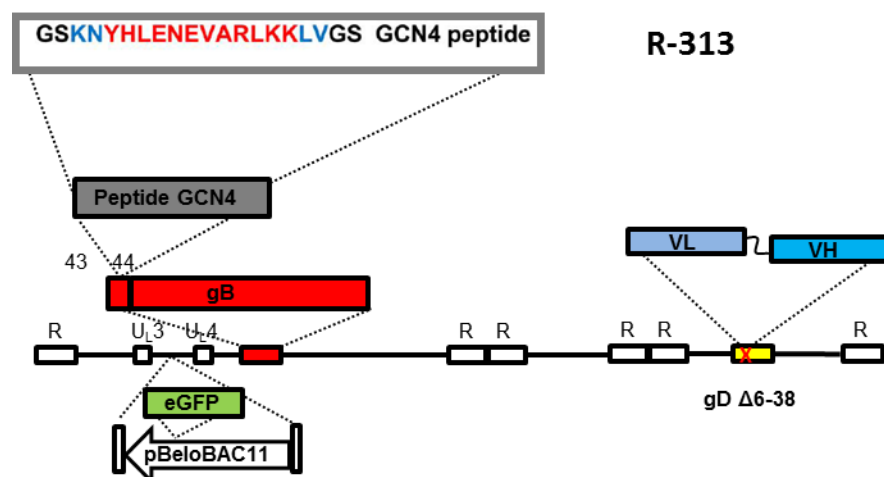 GSKNYHLENEVARLKKLVGS GCN4 peptide
R-313
Peptide GCN4
VL
VH
43 44
gB
R UL3 UL4 R R R R R
X
eGFP
gD Δ6-38
pBeloBAC11